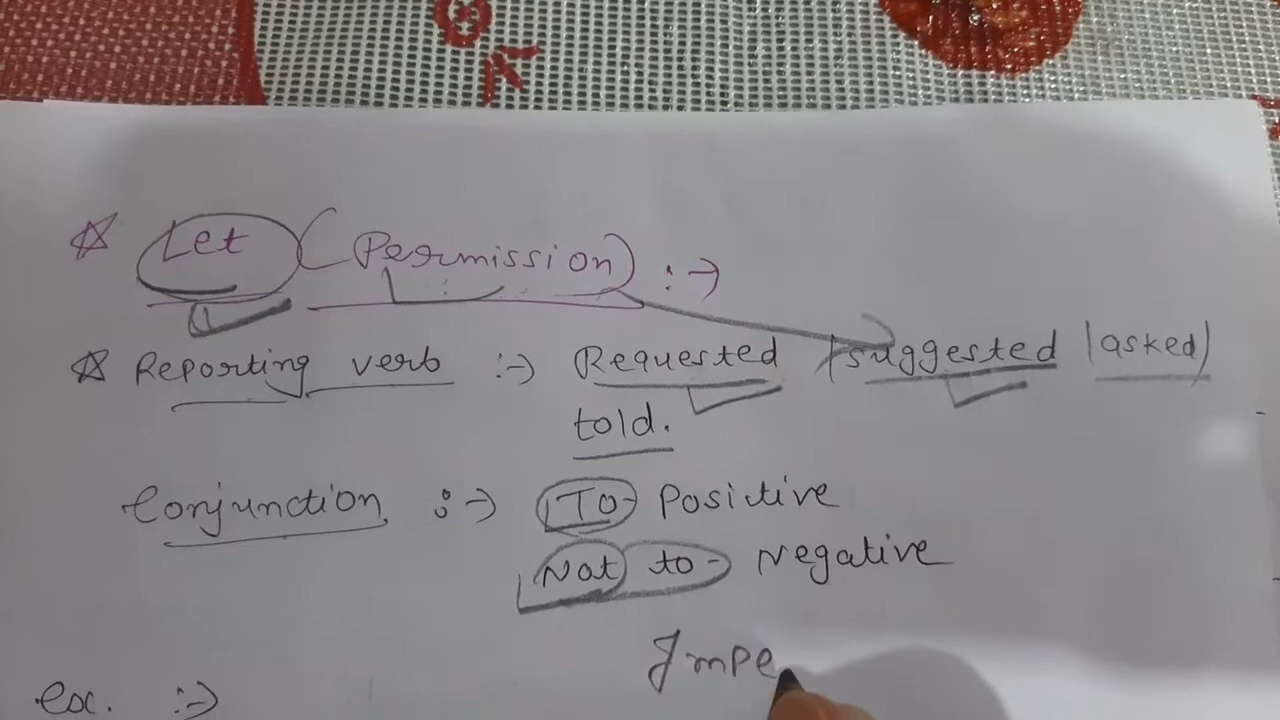 ☆ Let (Permission) :→
☆ Reporting verb :→ Requested /suggested |asked|
told.
Conjunction :→ To- Positive
Not to- Negative
Impe
ex. :→